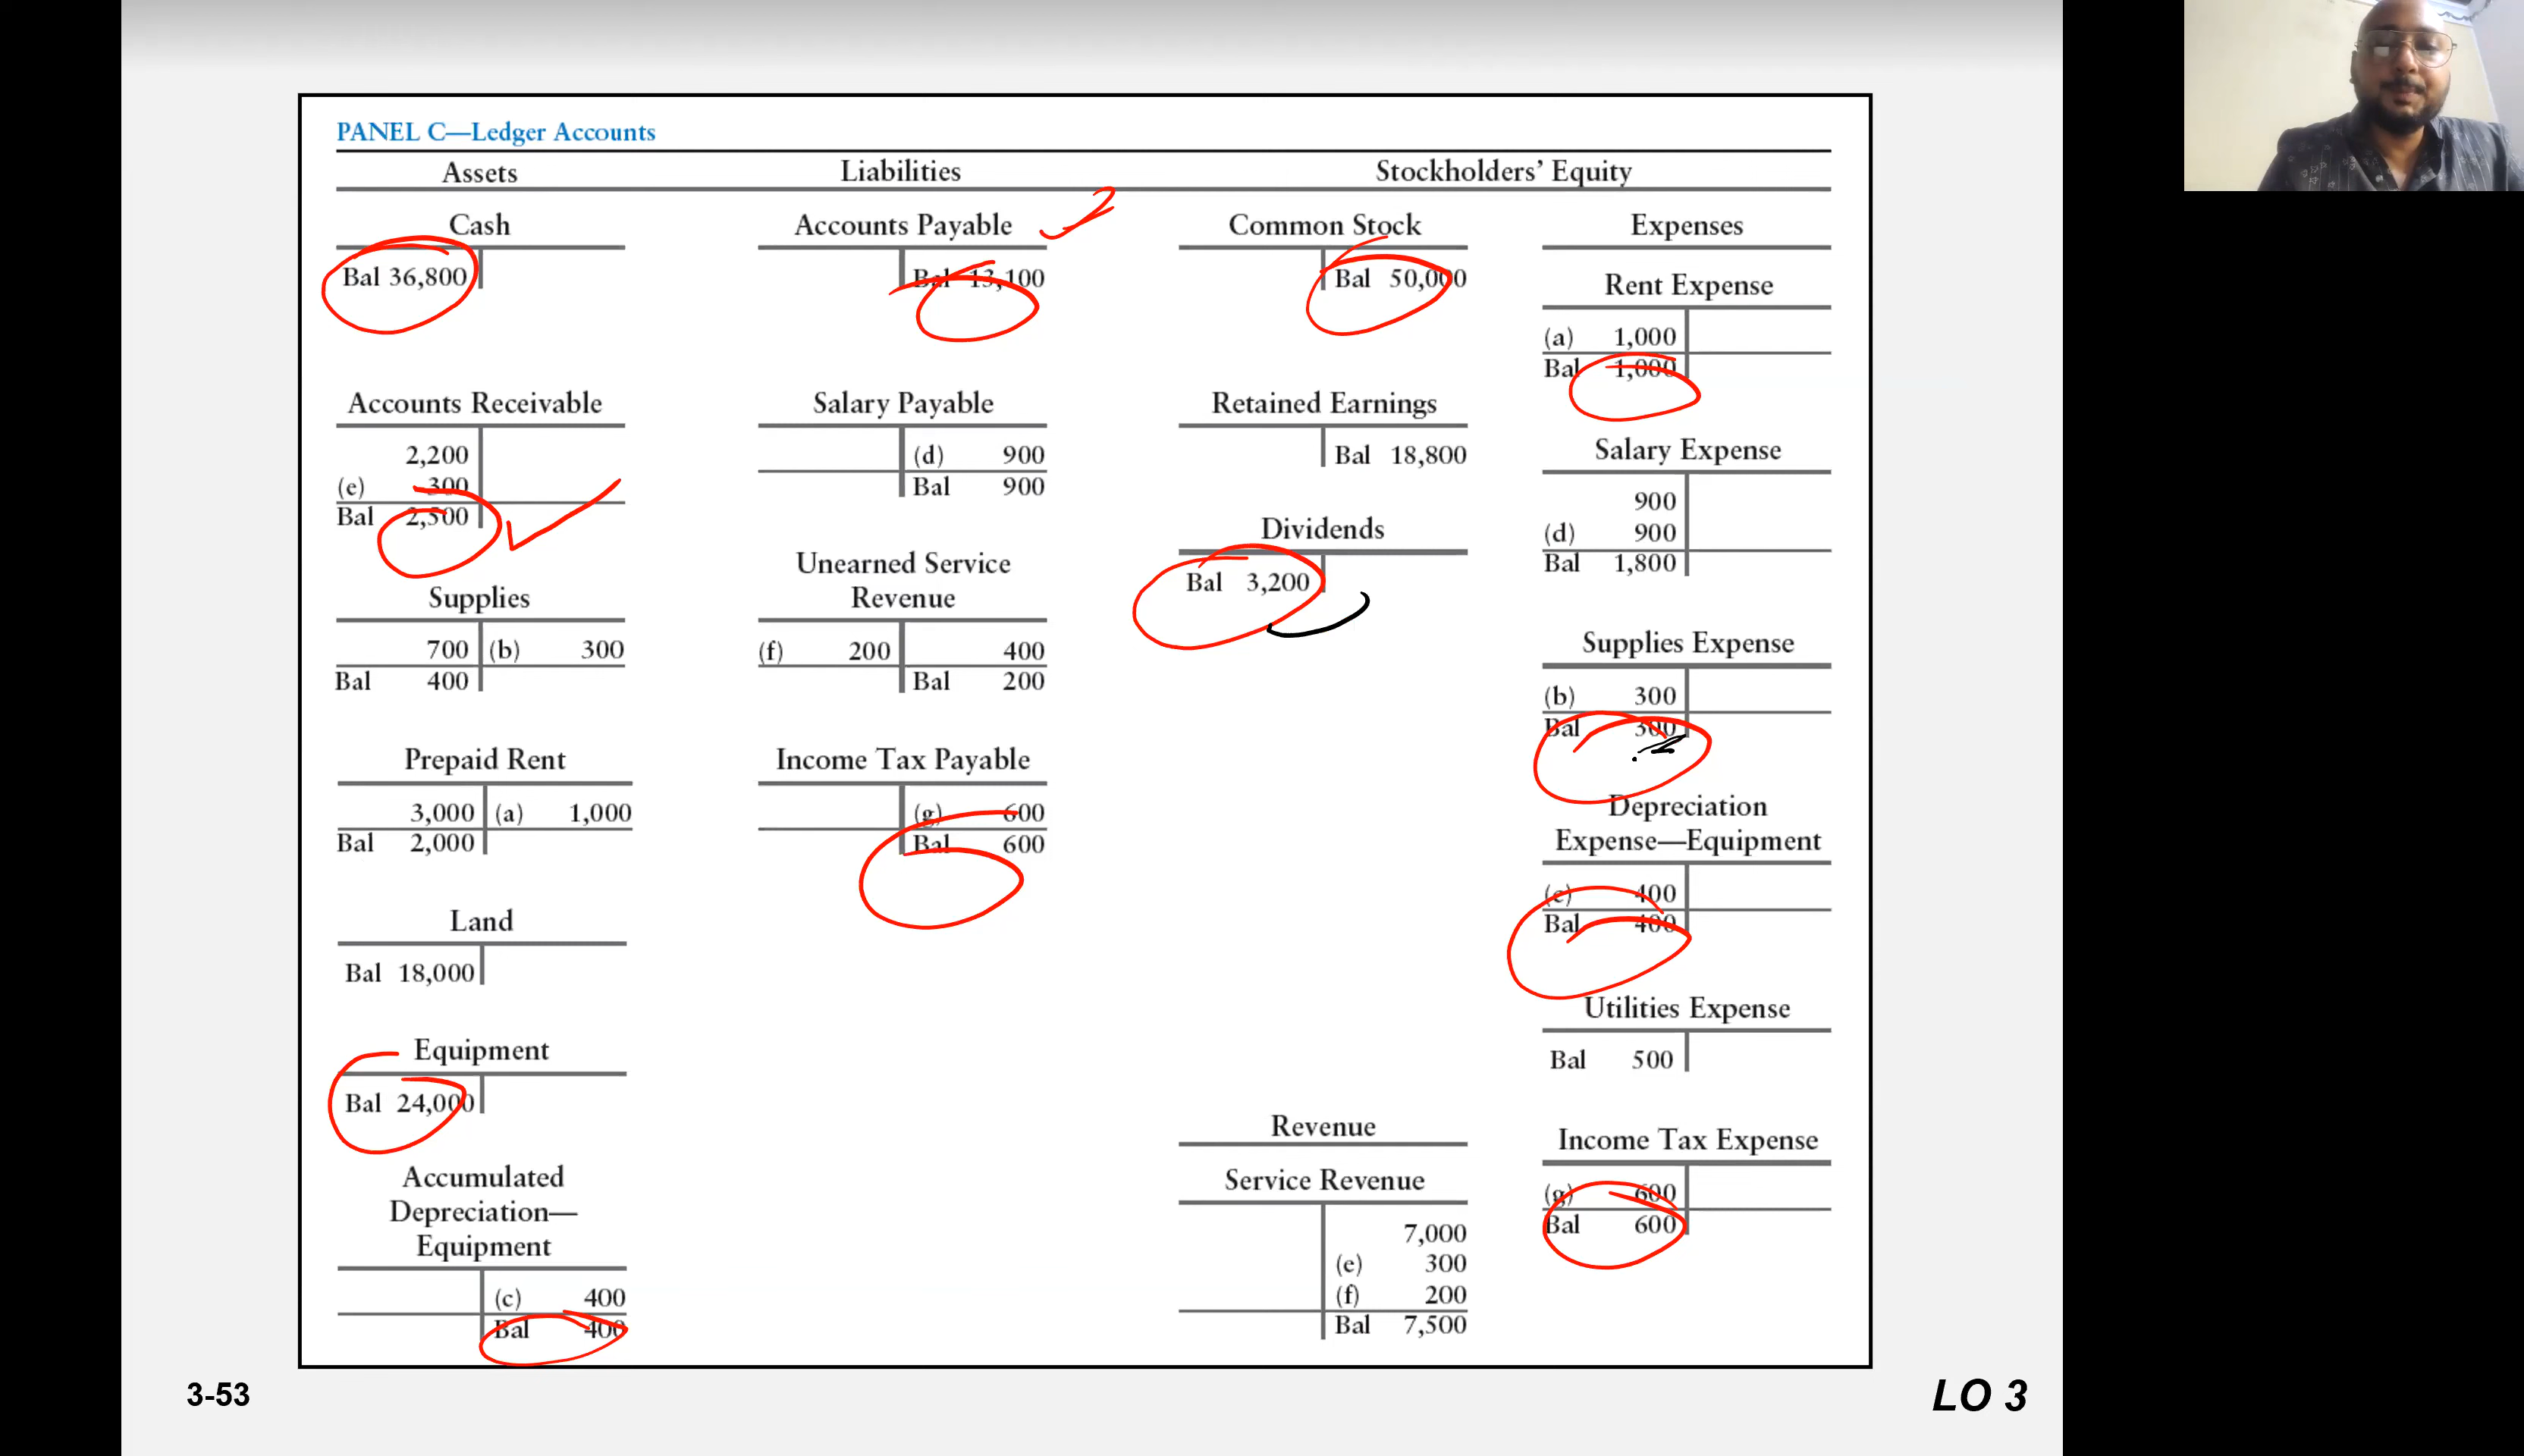 PANEL C—Ledger Accounts
Assets Liabilities Stockholders’ Equity
Cash
Bal 36,800
Accounts Receivable
2,200
(e) 300
Bal 2,500
Supplies
700 (b) 300
Bal 400
Prepaid Rent
3,000 (a) 1,000
Bal 2,000
Land
Bal 18,000
Equipment
Bal 24,000
Accumulated
Depreciation—
Equipment
(c) 400
Bal 400
Accounts Payable
Bal 13,100
Salary Payable
(d) 900
Bal 900
Unearned Service
Revenue
(f) 200 400
Bal 200
Income Tax Payable
(g) 600
Bal 600
Common Stock
Bal 50,000
Retained Earnings
Bal 18,800
Dividends
Bal 3,200
Revenue
Service Revenue
7,000
(e) 300
(f) 200
Bal 7,500
Expenses
Rent Expense
(a) 1,000
Bal 1,000
Salary Expense
900
(d) 900
Bal 1,800
Supplies Expense
(b) 300
Bal 300
Depreciation
Expense—Equipment
(c) 400
Bal 400
Utilities Expense
Bal 500
Income Tax Expense
(g) 600
Bal 600
3-53
LO 3